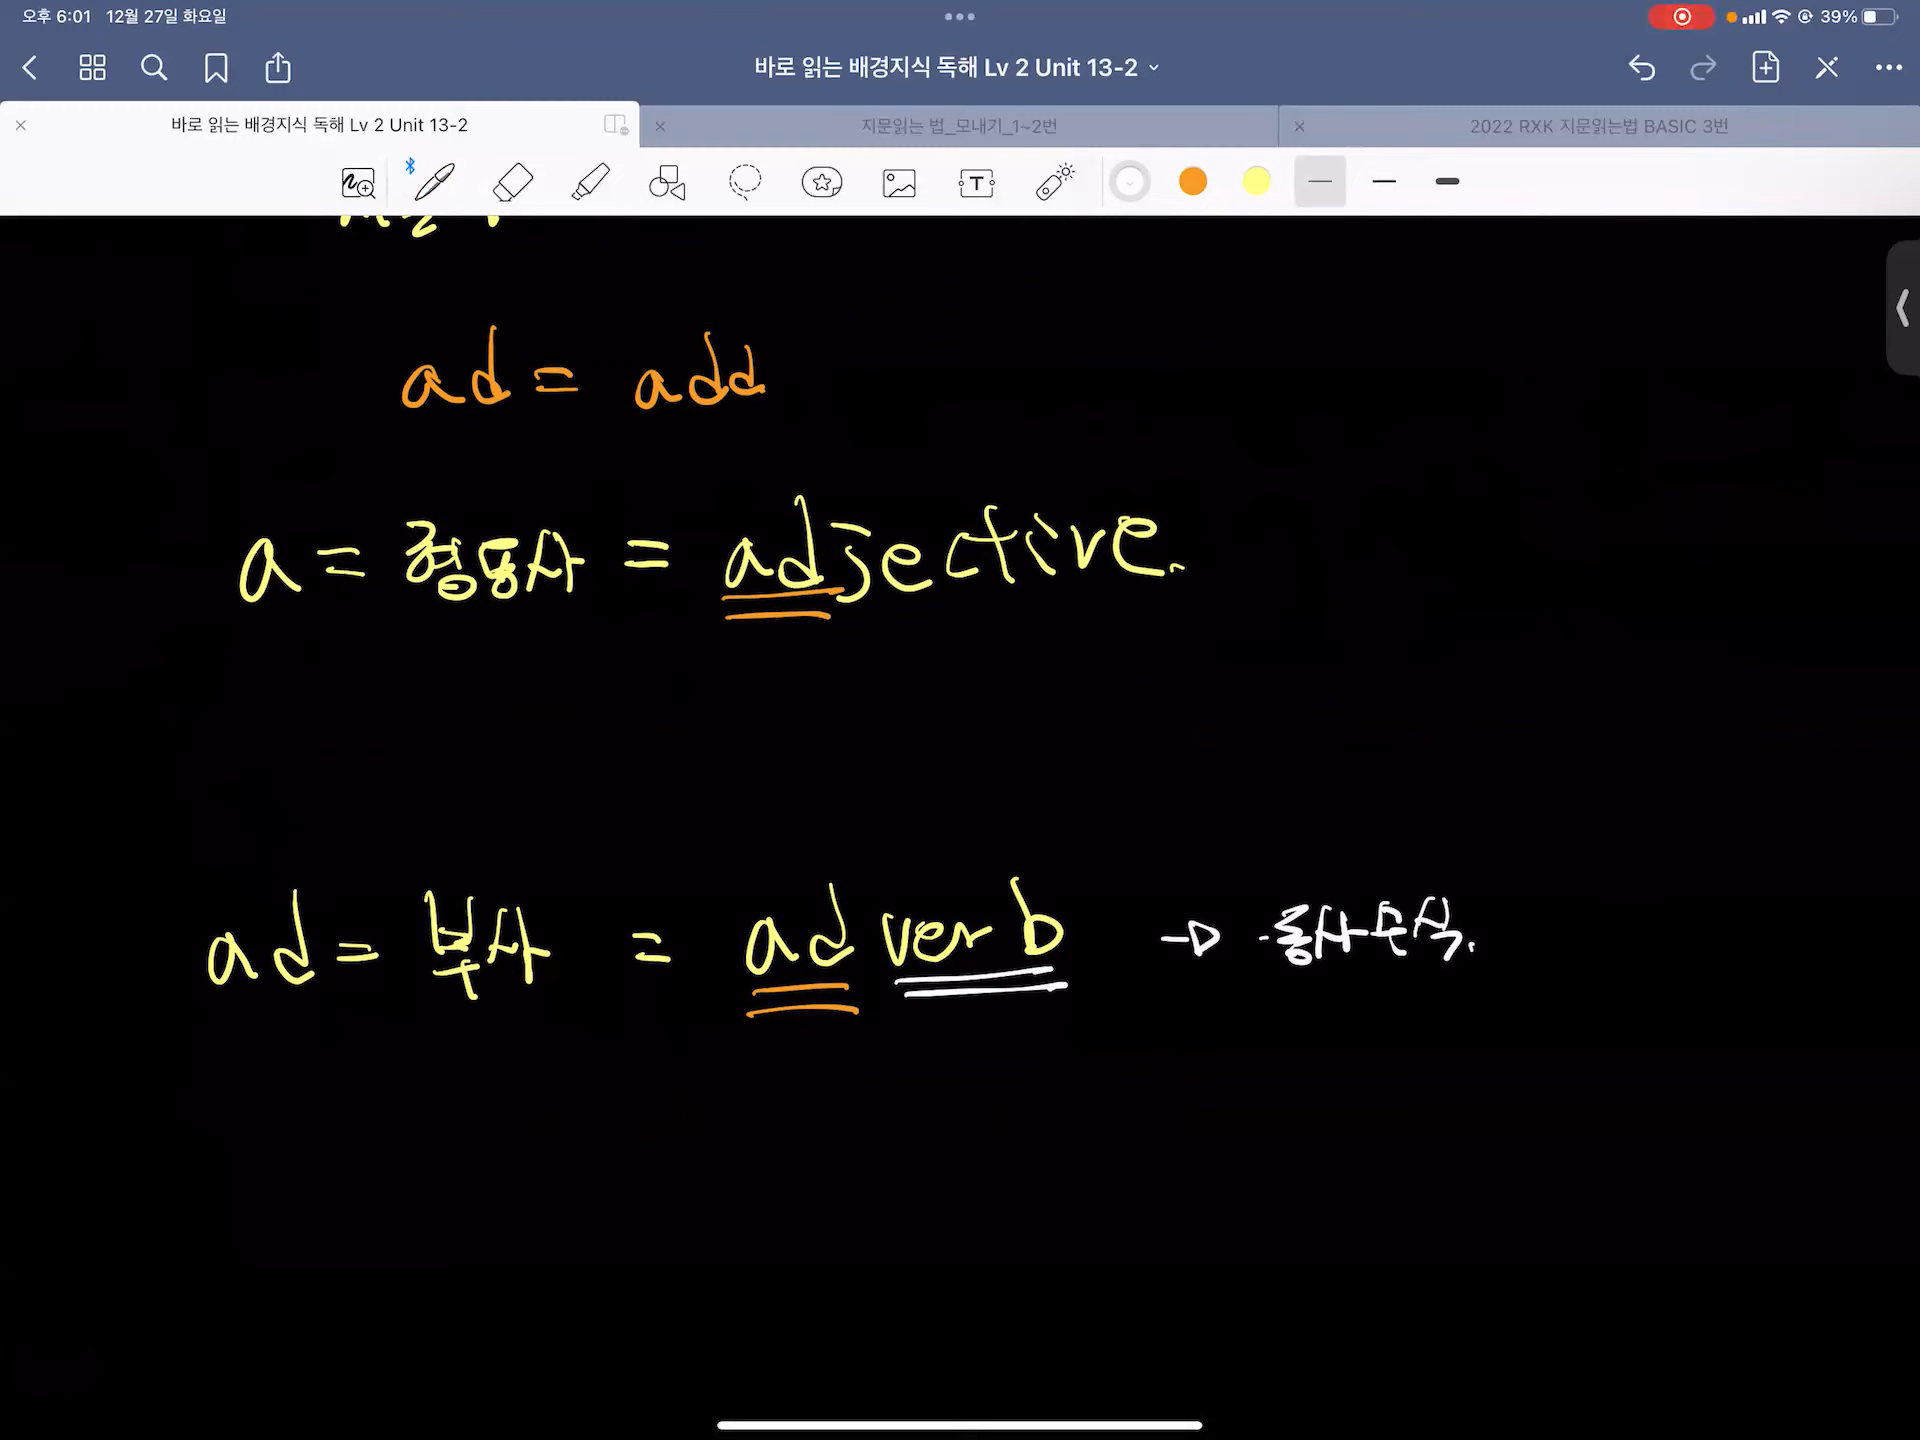 오후 6:01 12월 27일 화요일 39%
바로 읽는 배경지식 독해 Lv 2 Unit 13-2
바로 읽는 배경지식 독해 Lv 2 Unit 13-2
지문읽는 법_모내기_1~2번
2022 RXK 지문읽는법 BASIC 3번
ad = add
a = 형용사 = adjective.
ad = 부사 = adverb → 동사수식.